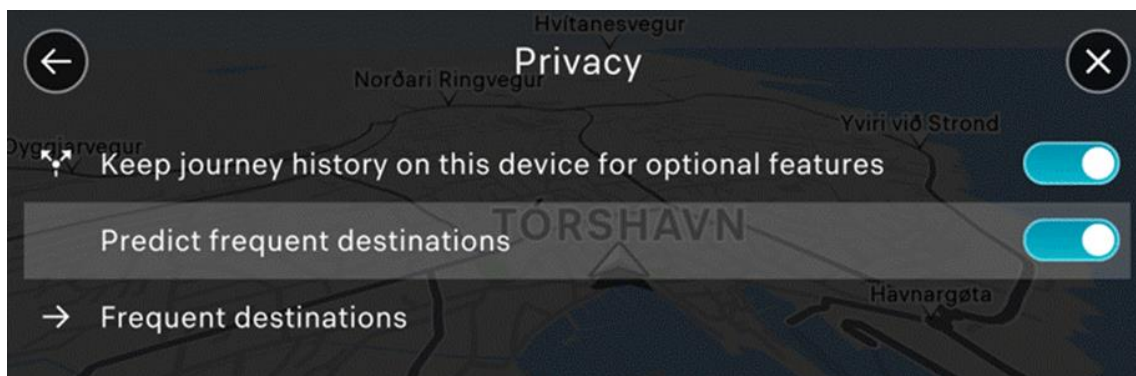 Hvítanesvegur
Privacy
Norðari Ringvegur
Yviri við Strond
Keep journey history on this device for optional features
TÓRSHAVN
Predict frequent destinations
Havnargøta
Frequent destinations